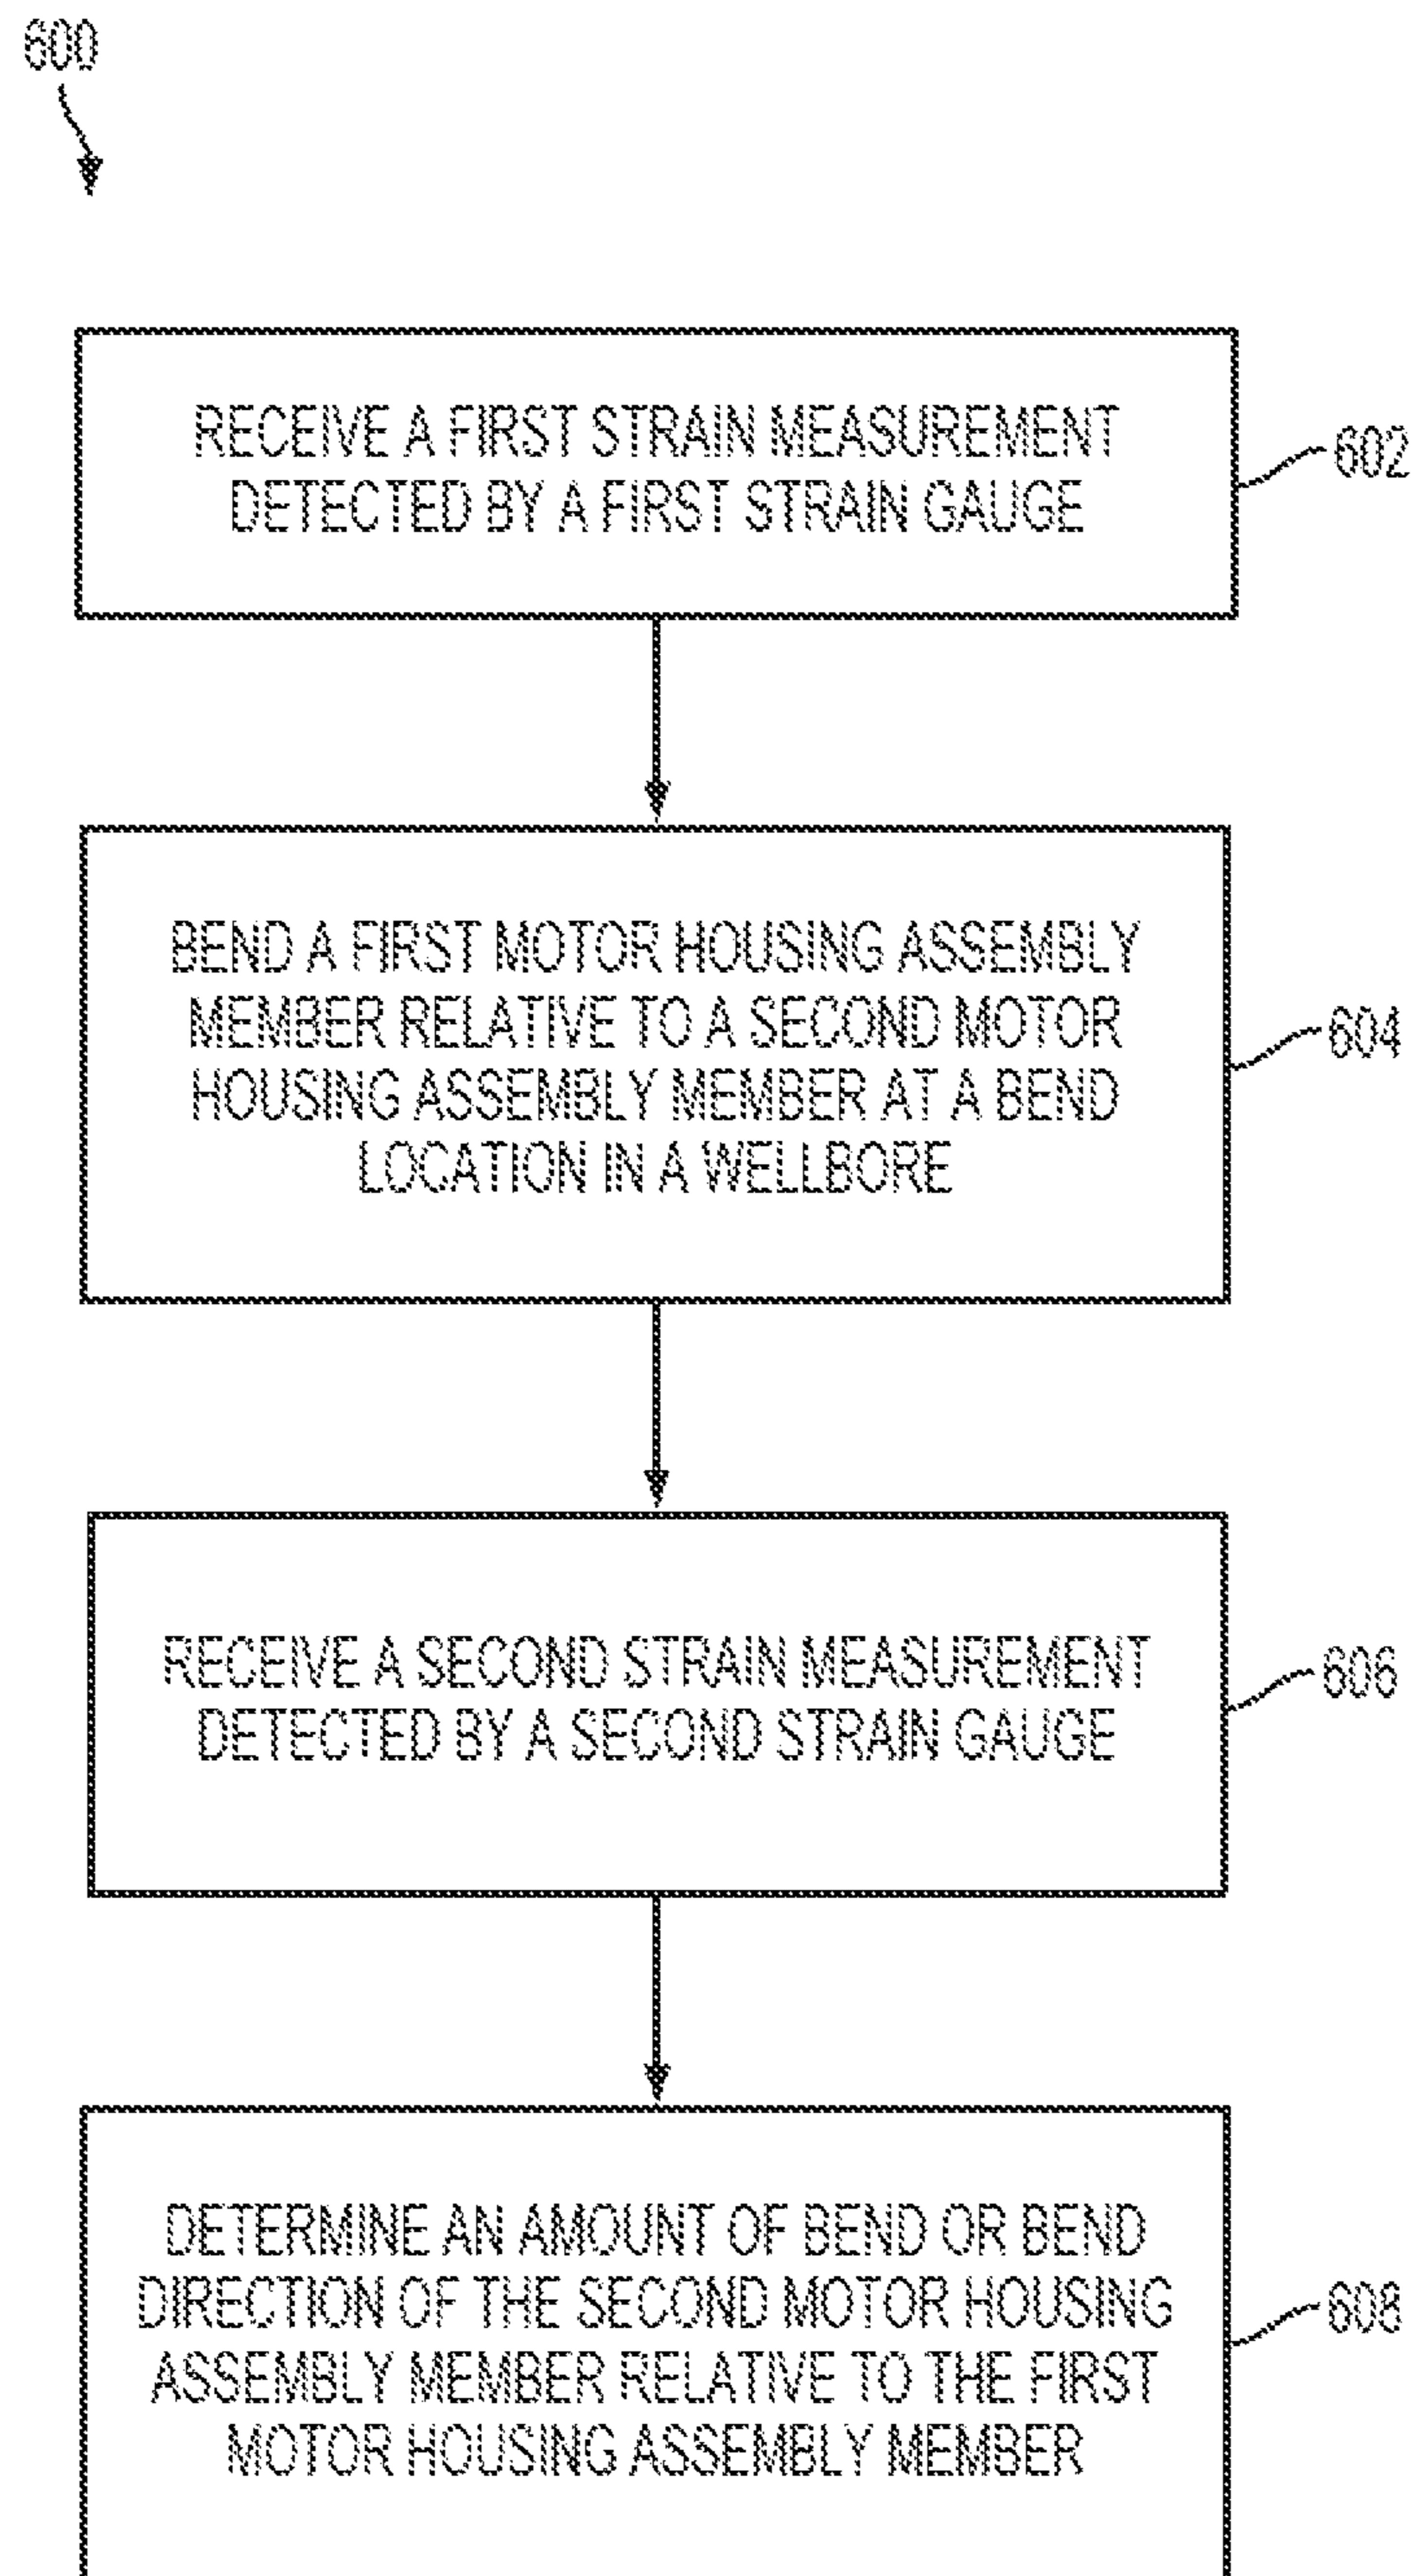 600
RECEIVE A FIRST STRAIN MEASUREMENT
DETECTED BY A FIRST STRAIN GAUGE
602
BEND A FIRST MOTOR HOUSING ASSEMBLY
MEMBER RELATIVE TO A SECOND MOTOR
HOUSING ASSEMBLY MEMBER AT A BEND
LOCATION IN A WELLBORE
604
RECEIVE A SECOND STRAIN MEASUREMENT
DETECTED BY A SECOND STRAIN GAUGE
606
DETERMINE AN AMOUNT OF BEND OR BEND
DIRECTION OF THE SECOND MOTOR HOUSING
ASSEMBLY MEMBER RELATIVE TO THE FIRST
MOTOR HOUSING ASSEMBLY MEMBER
608